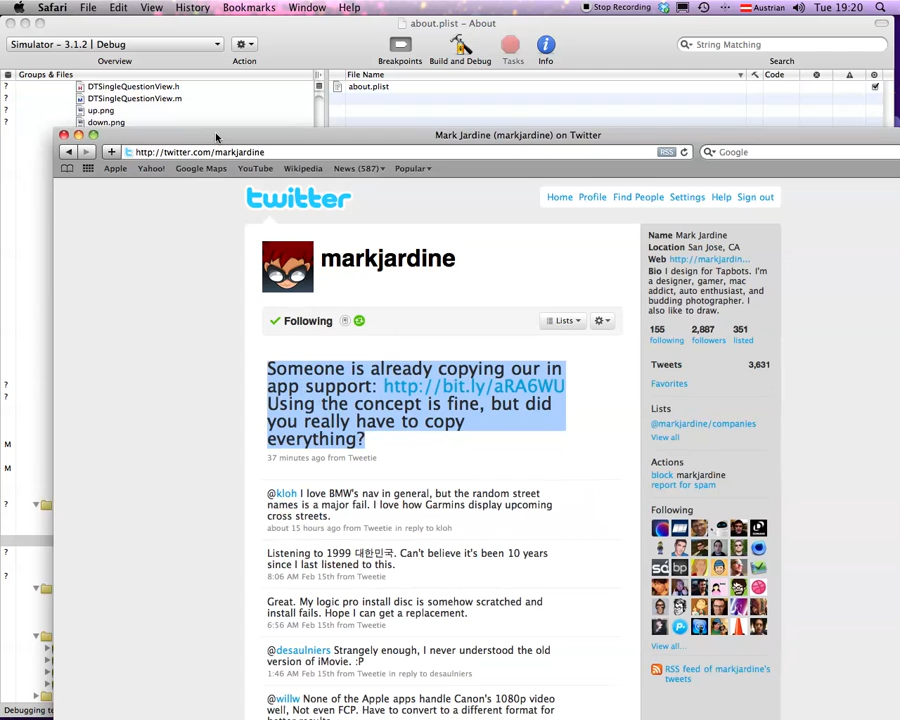 Safari File Edit View History Bookmarks Window Help Stop Recording Austrian Tue 19:20
about.plist - About
Simulator - 3.1.2 | Debug String Matching
Overview Action Breakpoints Build and Debug Tasks Info Search
Groups & Files File Name Code
? DTSingleQuestionView.h about.plist
? DTSingleQuestionView.m
? up.png
? down.png
Mark Jardine (markjardine) on Twitter
http://twitter.com/markjardine RSS Google
Apple Yahoo! Google Maps YouTube Wikipedia News (587) Popular
twitter
Home Profile Find People Settings Help Sign out
markjardine
Following Lists
Someone is already copying our in
app support: http://bit.ly/aRA6WU
Using the concept is fine, but did
you really have to copy
everything?
37 minutes ago from Tweetie
@kloh I love BMW's nav in general, but the random street
names is a major fail. I love how Garmins display upcoming
cross streets.
about 15 hours ago from Tweetie in reply to kloh
Listening to 1999 대한민국. Can't believe it's been 10 years
since I last listened to this.
8:06 AM Feb 15th from Tweetie
Great. My logic pro install disc is somehow scratched and
install fails. Hope I can get a replacement.
6:56 AM Feb 15th from Tweetie
@desaulniers Strangely enough, I never understood the old
version of iMovie. :P
1:46 AM Feb 15th from Tweetie in reply to desaulniers
@willw None of the Apple apps handle Canon's 1080p video
well, Not even FCP. Have to convert to a different format for
better results.
Name Mark Jardine
Location San Jose, CA
Web http://markjardin...
Bio I design for Tapbots. I'm
a designer, gamer, mac
addict, auto enthusiast, and
budding photographer. I
also like to draw.
155 2,887 351
following followers listed
Tweets 3,631
Favorites
Lists
@markjardine/companies
View all
Actions
block markjardine
report for spam
Following
View all...
RSS feed of markjardine's
tweets
?
?
M
M
?
?
?
Debugging te